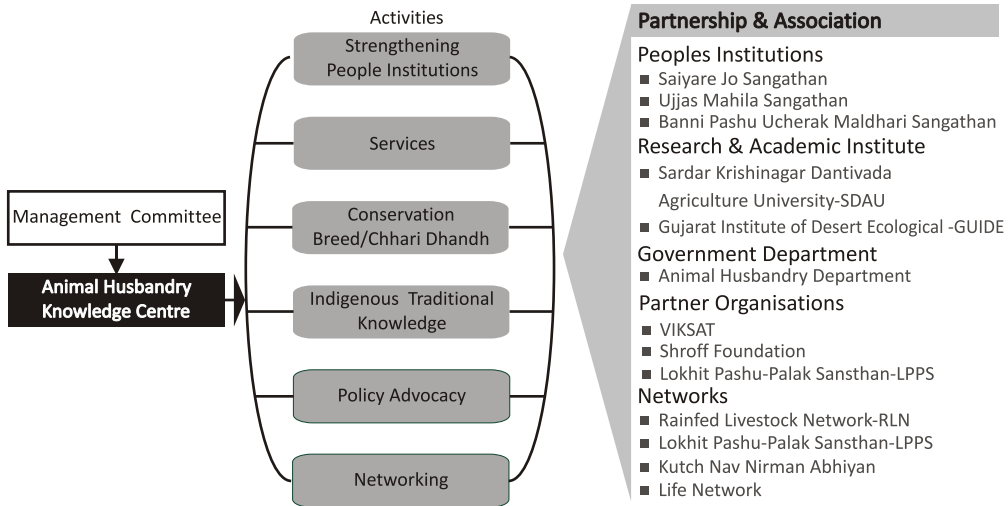 Management Committee
Animal Husbandry
Knowledge Centre
Activities
Strengthening
People Institutions
Services
Conservation
Breed/Chhari Dhandh
Indigenous Traditional
Knowledge
Policy Advocacy
Networking
Partnership & Association
Peoples Institutions
Saiyare Jo Sangathan
Ujjas Mahila Sangathan
Banni Pashu Ucherak Maldhari Sangathan
Research & Academic Institute
Sardar Krishinagar Dantivada
Agriculture University-SDAU
Gujarat Institute of Desert Ecological -GUIDE
Government Department
Animal Husbandry Department
Partner Organisations
VIKSAT
Shroff Foundation
Lokhit Pashu-Palak Sansthan-LPPS
Networks
Rainfed Livestock Network-RLN
Lokhit Pashu-Palak Sansthan-LPPS
Kutch Nav Nirman Abhiyan
Life Network